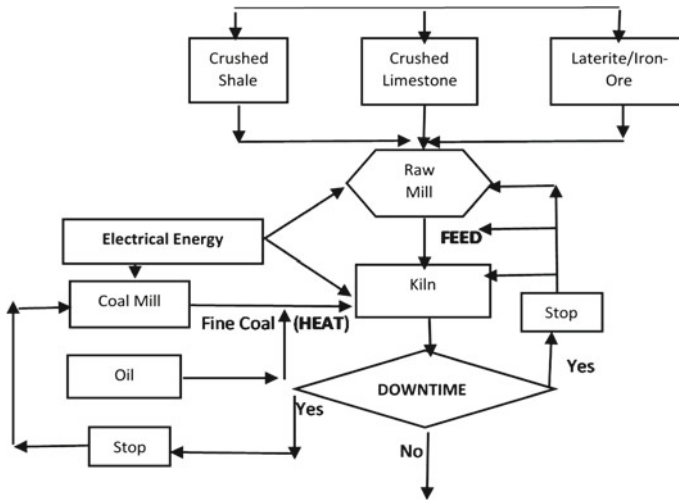 Crushed
Shale
Crushed
Limestone
Laterite/Iron-
Ore
Raw
Mill
Electrical Energy
FEED
Coal Mill
Kiln
Stop
Fine Coal (HEAT)
Oil
DOWNTIME
Yes
Yes
Stop
No